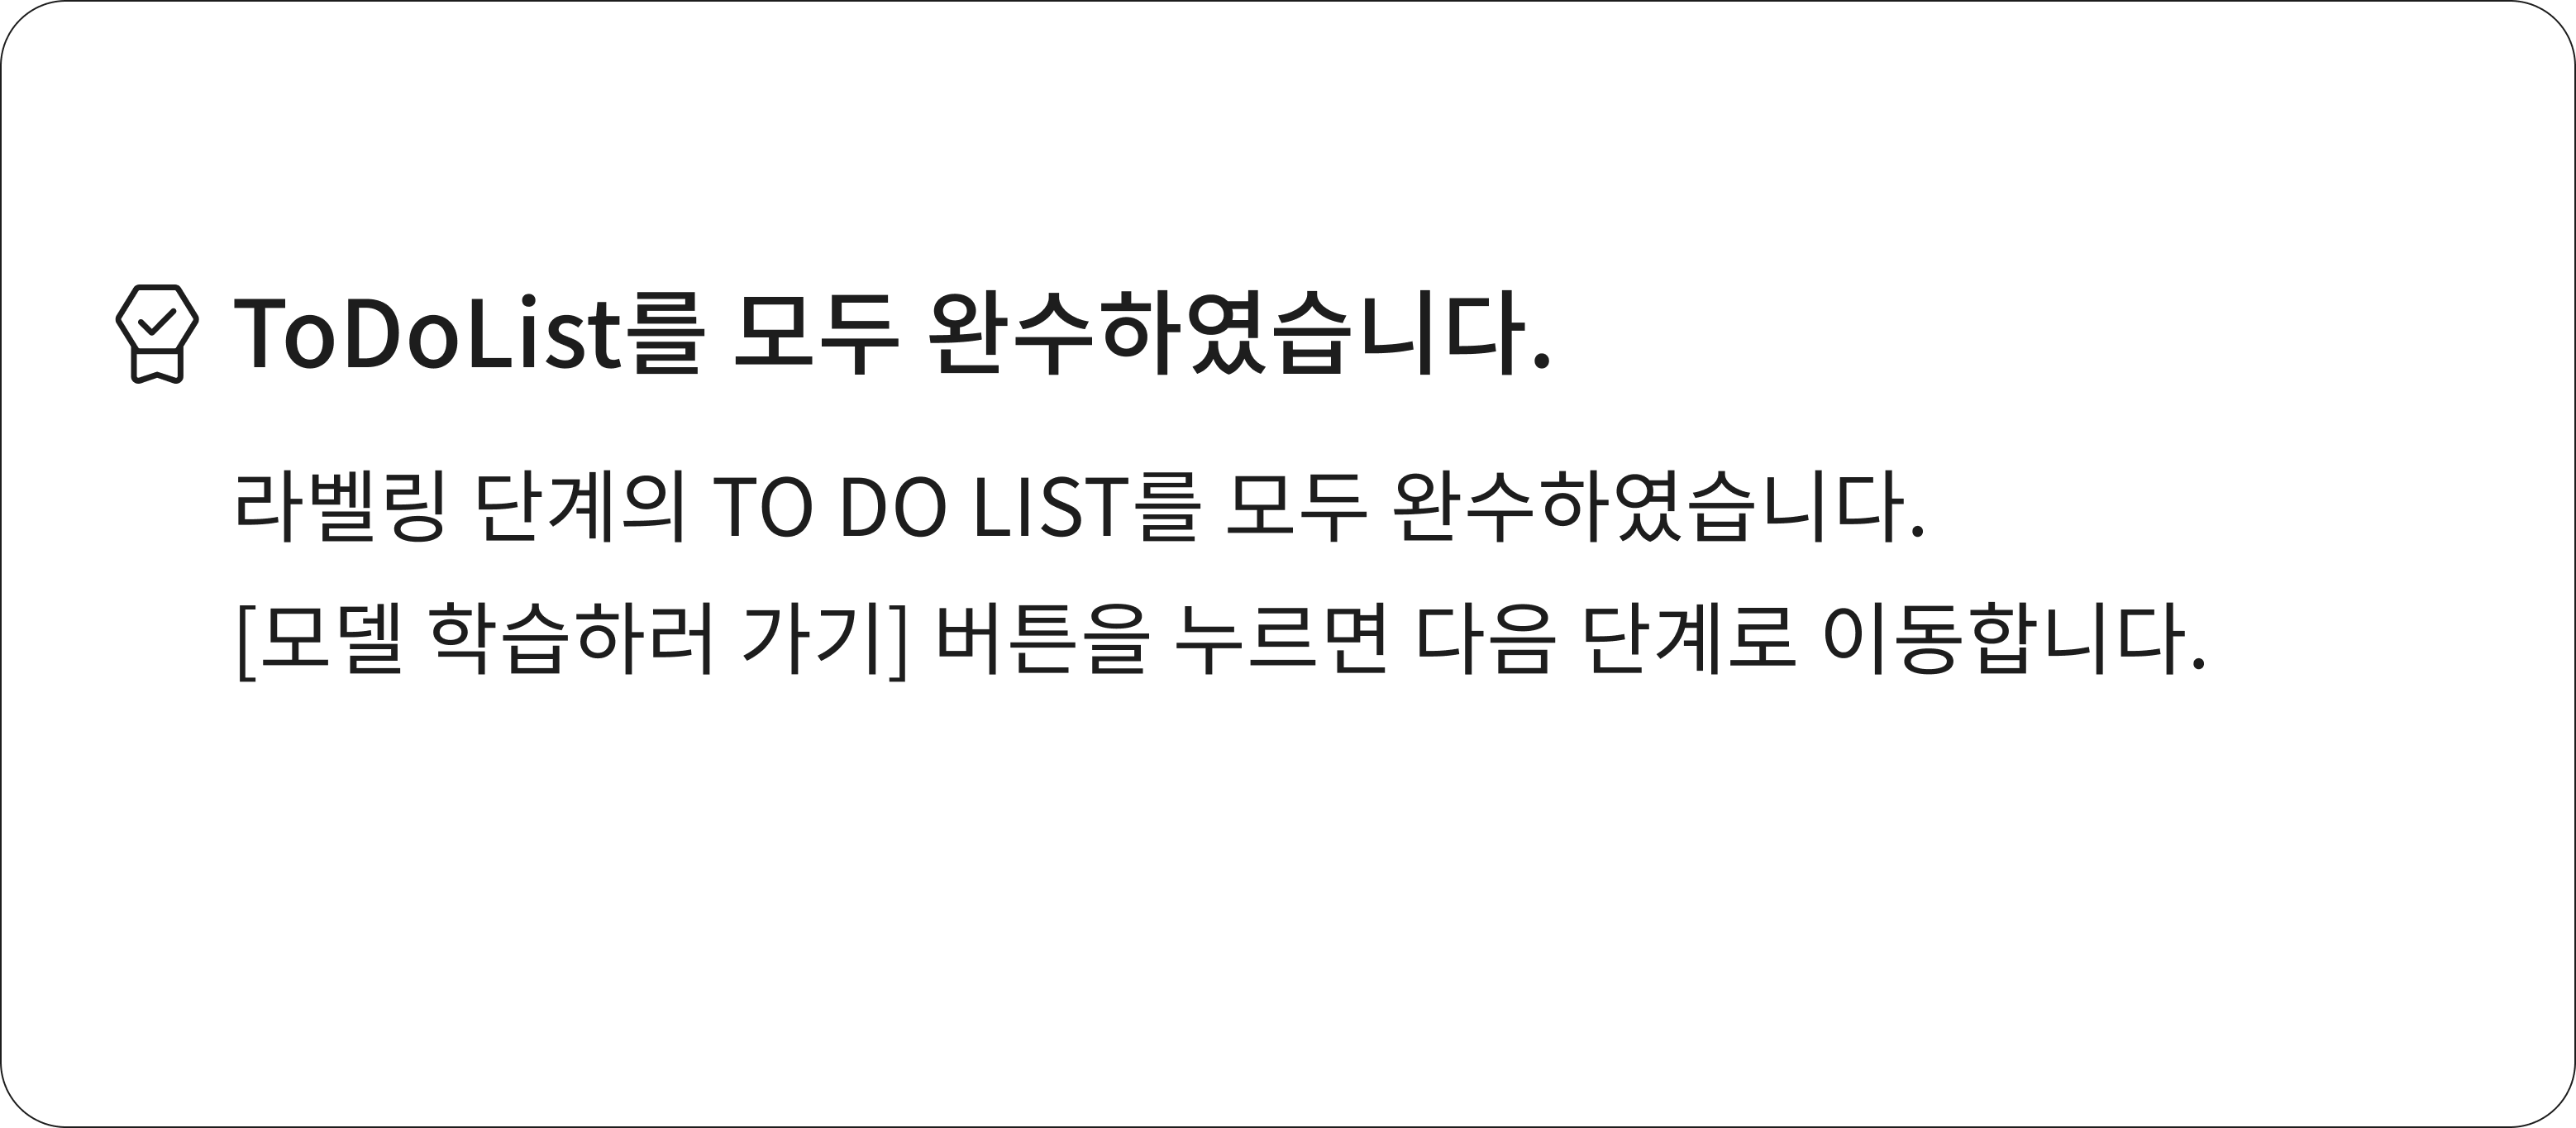 ToDoList를 모두 완수하였습니다.
라벨링 단계의 TO DO LIST를 모두 완수하였습니다.
[모델 학습하러 가기] 버튼을 누르면 다음 단계로 이동합니다.